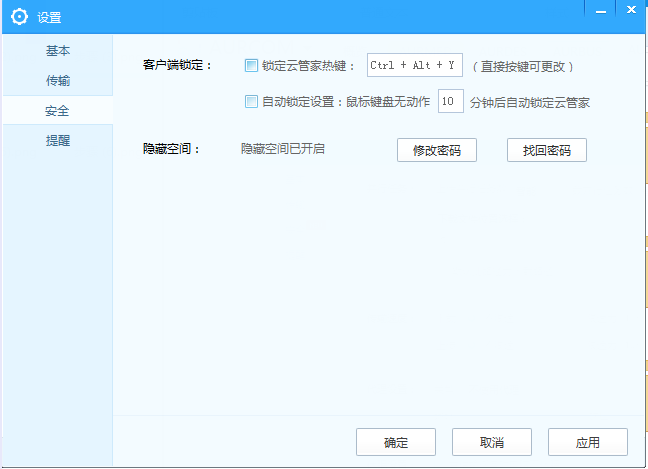 设置
基本
传输
安全
提醒
客户端锁定： 锁定云管家热键： Ctrl + Alt + Y （直接按键可更改）
自动锁定设置：鼠标键盘无动作 10 分钟后自动锁定云管家
隐藏空间： 隐藏空间已开启 修改密码 找回密码
确定 取消 应用